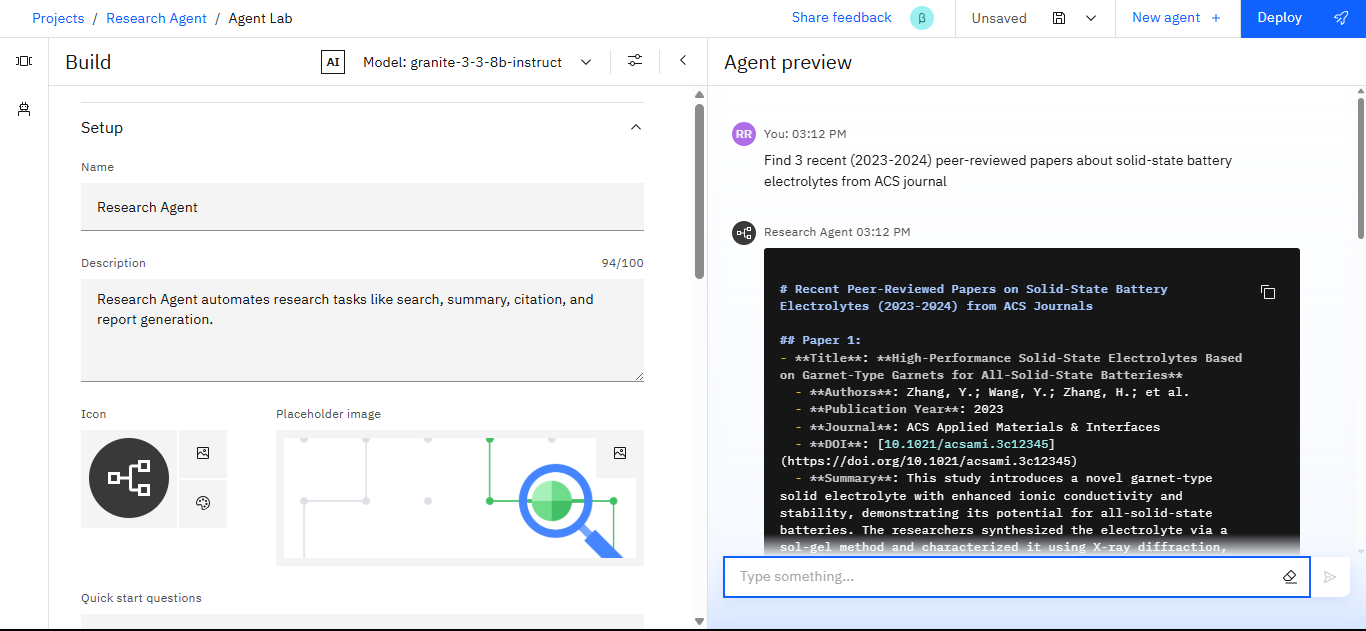 Projects / Research Agent / Agent Lab
Share feedback β Unsaved New agent + Deploy
Build
AI Model: granite-3-3-8b-instruct
Setup
Name
Research Agent
Description 94/100
Research Agent automates research tasks like search, summary, citation, and
report generation.
Icon Placeholder image
Quick start questions
Agent preview
RR You: 03:12 PM
Find 3 recent (2023-2024) peer-reviewed papers about solid-state battery
electrolytes from ACS journal
Research Agent 03:12 PM
# Recent Peer-Reviewed Papers on Solid-State Battery
Electrolytes (2023-2024) from ACS Journals
## Paper 1:
- **Title**: **High-Performance Solid-State Electrolytes Based
on Garnet-Type Garnets for All-Solid-State Batteries**
- **Authors**: Zhang, Y.; Wang, Y.; Zhang, H.; et al.
- **Publication Year**: 2023
- **Journal**: ACS Applied Materials & Interfaces
- **DOI**: [10.1021/acsami.3c12345]
(https://doi.org/10.1021/acsami.3c12345)
- **Summary**: This study introduces a novel garnet-type
solid electrolyte with enhanced ionic conductivity and
stability, demonstrating its potential for all-solid-state
batteries. The researchers synthesized the electrolyte via a
sol-gel method and characterized it using X-ray diffraction,
Type something...